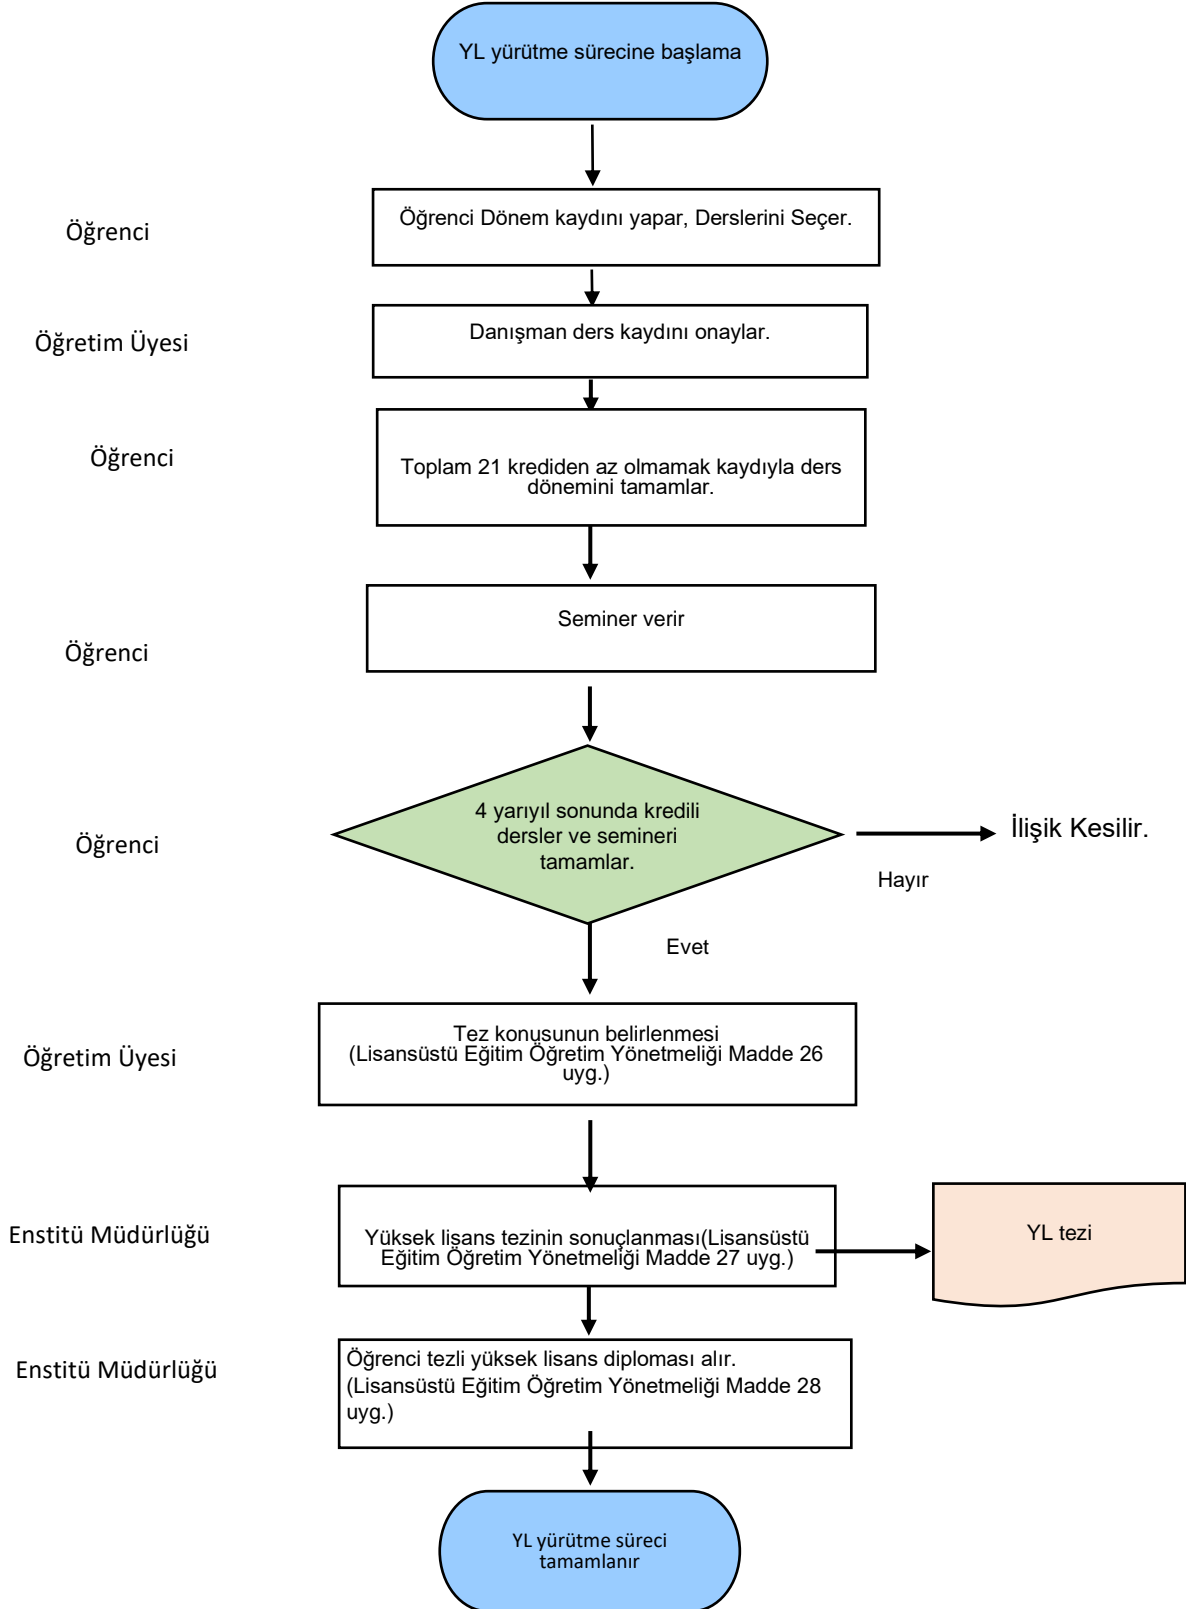 YL yürütme sürecine başlama
Öğrenci
Öğrenci Dönem kaydını yapar, Derslerini Seçer.
Öğretim Üyesi
Danışman ders kaydını onaylar.
Öğrenci
Toplam 21 krediden az olmamak kaydıyla ders
dönemini tamamlar.
Öğrenci
Seminer verir
Öğrenci
4 yarıyıl sonunda kredili
dersler ve semineri
tamamlar.
İlişik Kesilir.
Hayır
Evet
Öğretim Üyesi
Tez konusunun belirlenmesi
(Lisansüstü Eğitim Öğretim Yönetmeliği Madde 26
uyg.)
Enstitü Müdürlüğü
Yüksek lisans tezinin sonuçlanması(Lisansüstü
Eğitim Öğretim Yönetmeliği Madde 27 uyg.)
YL tezi
Enstitü Müdürlüğü
Öğrenci tezli yüksek lisans diploması alır.
(Lisansüstü Eğitim Öğretim Yönetmeliği Madde 28
uyg.)
YL yürütme süreci
tamamlanır